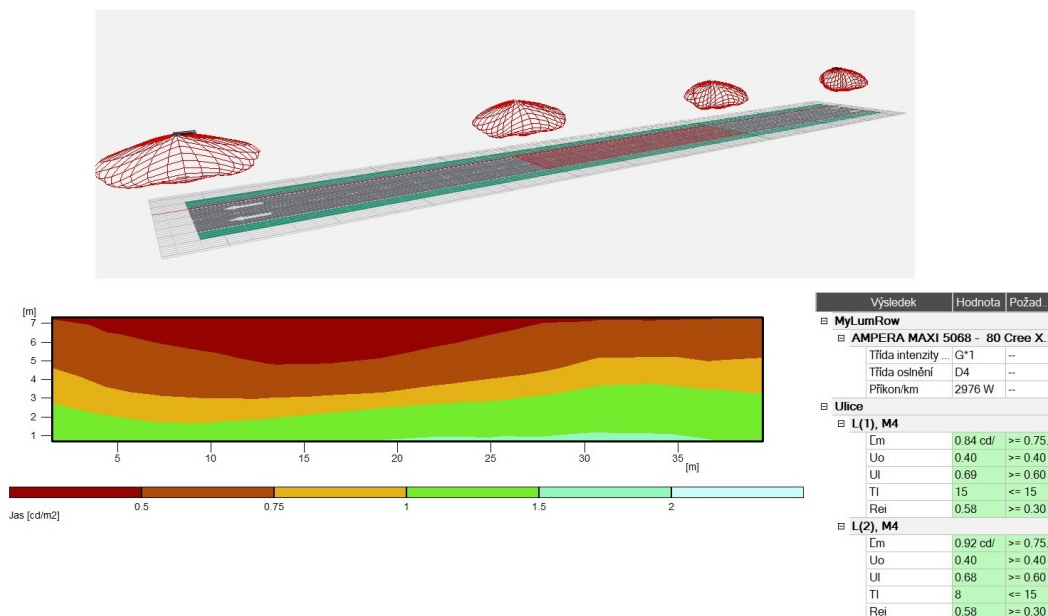 [m]
7
6
5
4
3
2
1
5 10 15 20 25 30 35
[m]
0.5 0.75 1 1.5 2
Jas [cd/m2]
Výsledek Hodnota Požad...
MyLumRow
AMPERA MAXI 5068 - 80 Cree X...
Třída intenzity ... G*1 --
Třída oslnění D4 --
Příkon/km 2976 W --
Ulice
L(1), M4
Lm 0.84 cd/ >= 0.75...
Uo 0.40 >= 0.40
Ul 0.69 >= 0.60
TI 15 <= 15
Rei 0.58 >= 0.30
L(2), M4
Lm 0.92 cd/ >= 0.75...
Uo 0.40 >= 0.40
Ul 0.68 >= 0.60
TI 8 <= 15
Rei 0.58 >= 0.30